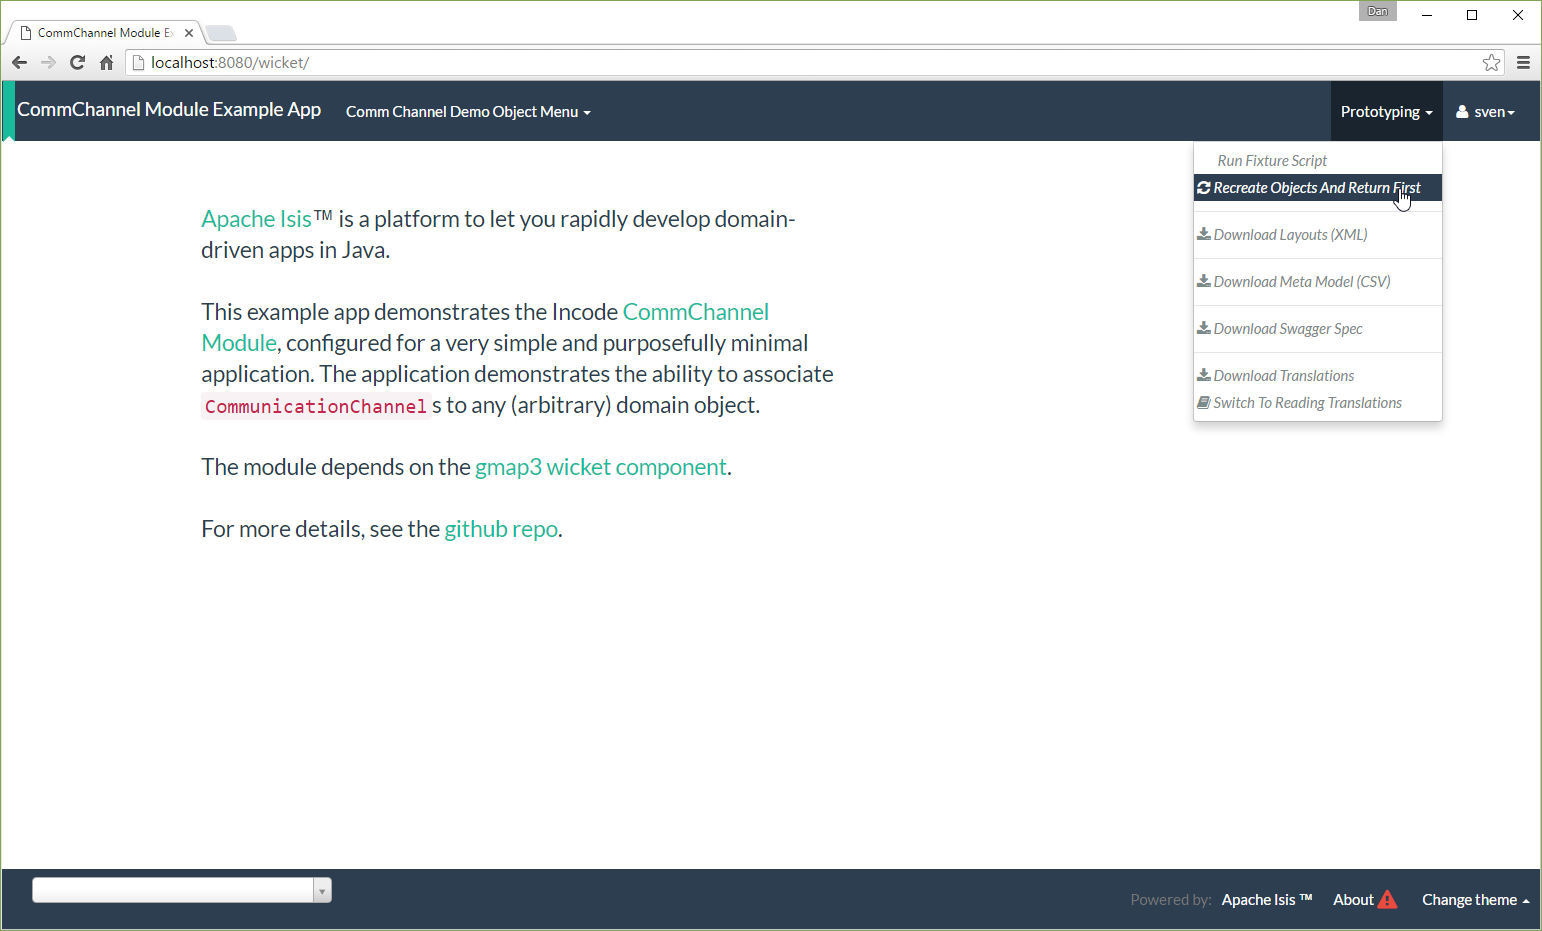 Dan
CommChannel Module Ex
localhost:8080/wicket/
CommChannel Module Example App Comm Channel Demo Object Menu Prototyping sven
Run Fixture Script
Recreate Objects And Return First
Download Layouts (XML)
Download Meta Model (CSV)
Download Swagger Spec
Download Translations
Switch To Reading Translations
Apache Isis™ is a platform to let you rapidly develop domain-
driven apps in Java.
This example app demonstrates the Incode CommChannel
Module, configured for a very simple and purposefully minimal
application. The application demonstrates the ability to associate
CommunicationChannels to any (arbitrary) domain object.
The module depends on the gmap3 wicket component.
For more details, see the github repo.
Powered by: Apache Isis ™ About Change theme